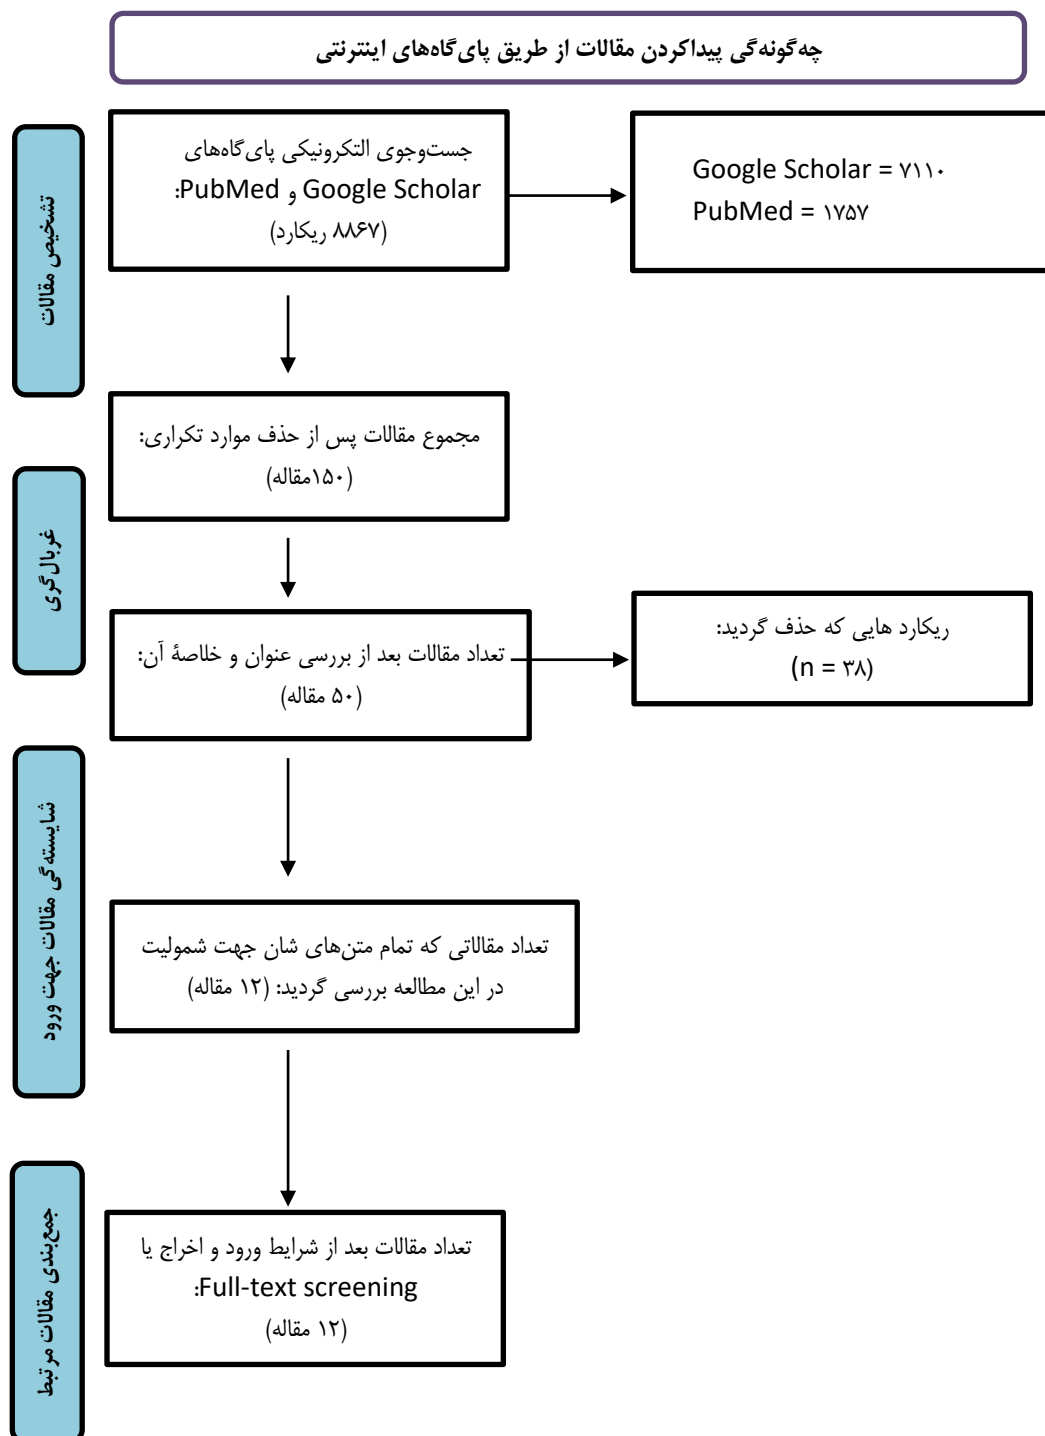 چه‌گونه‌گی پیداکردن مقالات از طریق پای‌گاه‌های اینترنتی
تشخیص مقالات
جست‌وجوی التکرونیکی پای‌گاه‌های
Google Scholar و PubMed:
(۸۸۶۷ ریکارد)
Google Scholar = ۷۱۱۰
PubMed = ۱۷۵۷
مجموع مقالات پس از حذف موارد تکراری:
(۱۵۰مقاله)
غربال‌گری
تعداد مقالات بعد از بررسی عنوان و خلاصۀ آن:
(۵۰ مقاله)
ریکارد هایی که حذف گردید:
(n = ۳۸)
شایسته‌گی مقالات جهت ورود
تعداد مقالاتی که تمام متن‌های شان جهت شمولیت
در این مطالعه بررسی گردید: (۱۲ مقاله)
جمع‌بندی مقالات مرتبط
تعداد مقالات بعد از شرایط ورود و اخراج یا
Full-text screening:
(۱۲ مقاله)